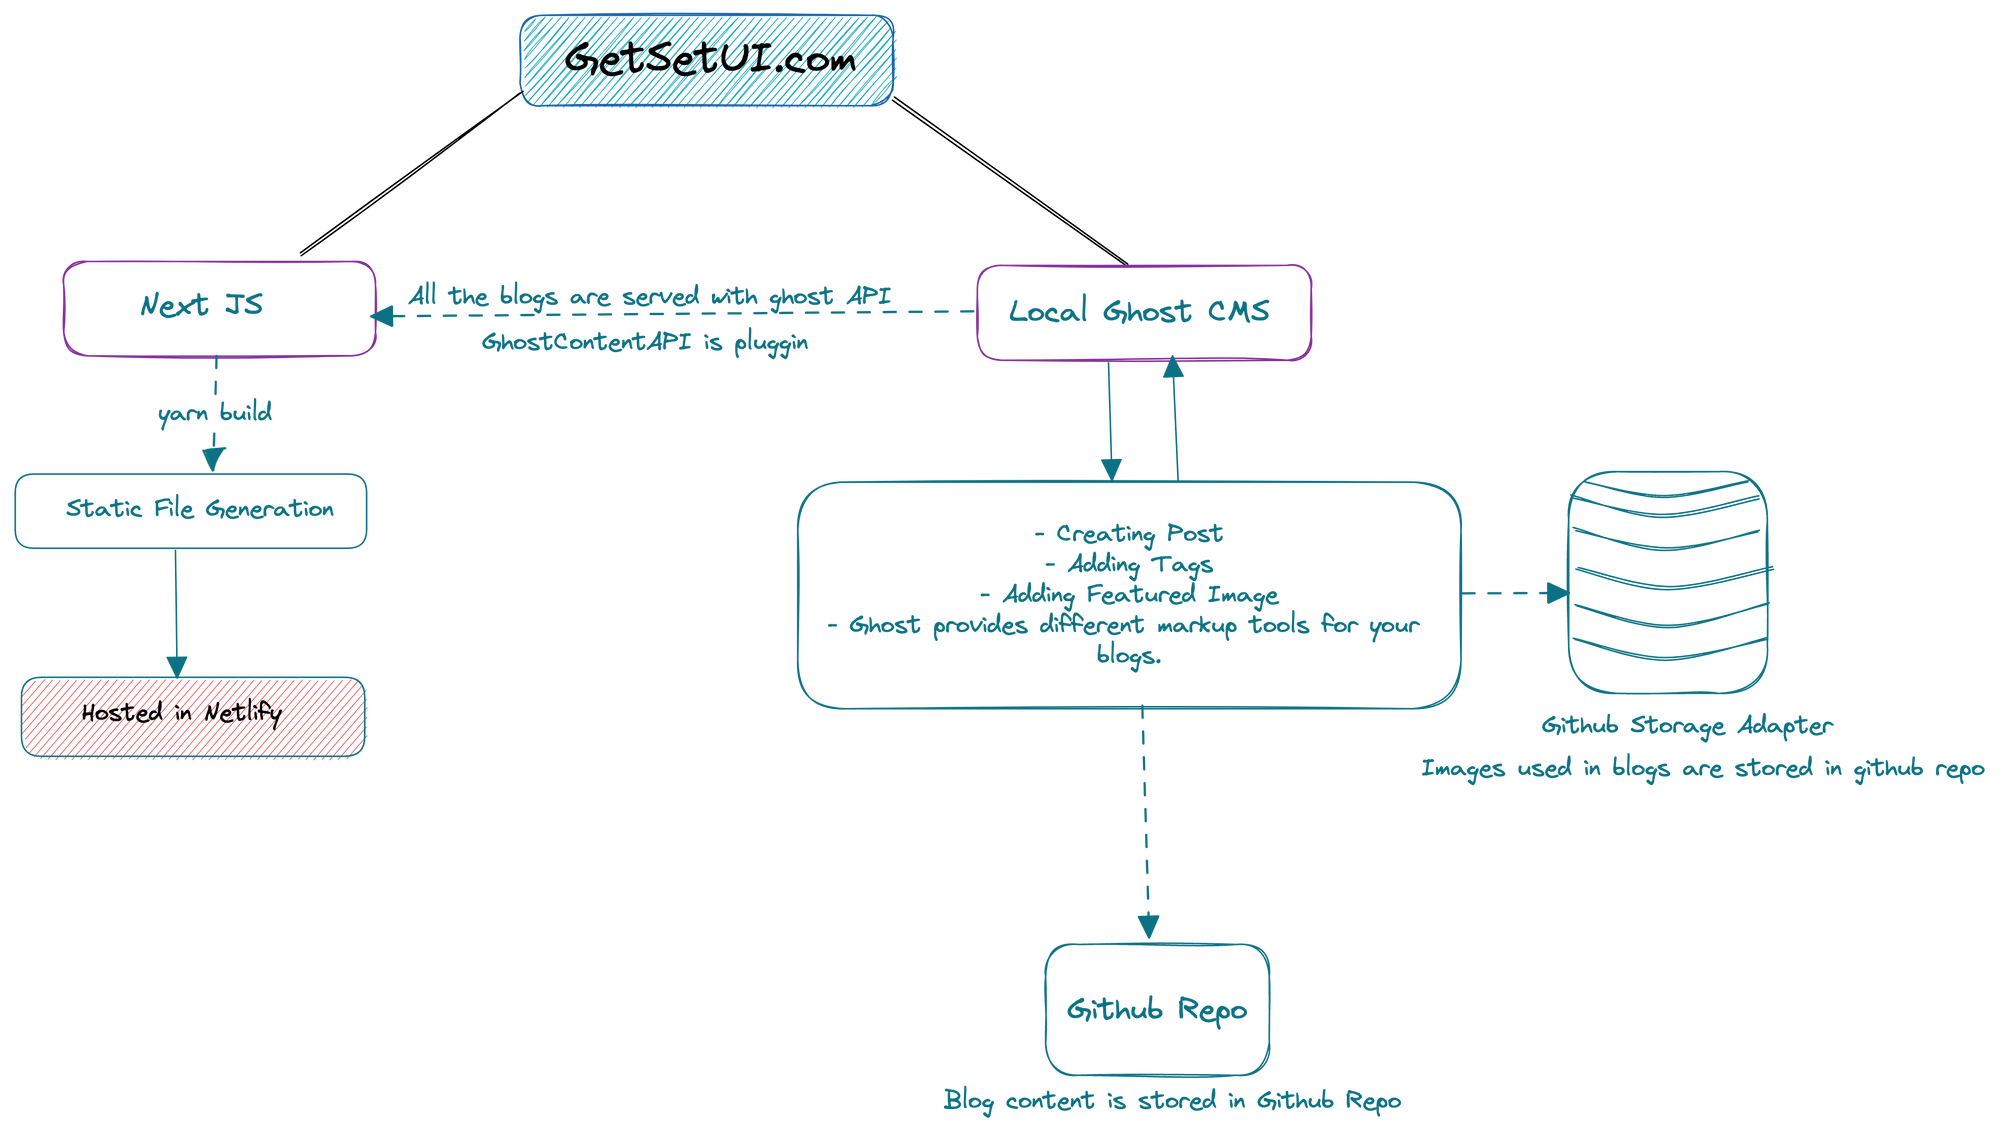 GetSetUI.com
Next JS
All the blogs are served with ghost API
GhostContentAPI is pluggin
Local Ghost CMS
yarn build
Static File Generation
Hosted in Netlify
- Creating Post
- Adding Tags
- Adding Featured Image
- Ghost provides different markup tools for your
blogs.
Github Storage Adapter
Images used in blogs are stored in github repo
Github Repo
Blog content is stored in Github Repo